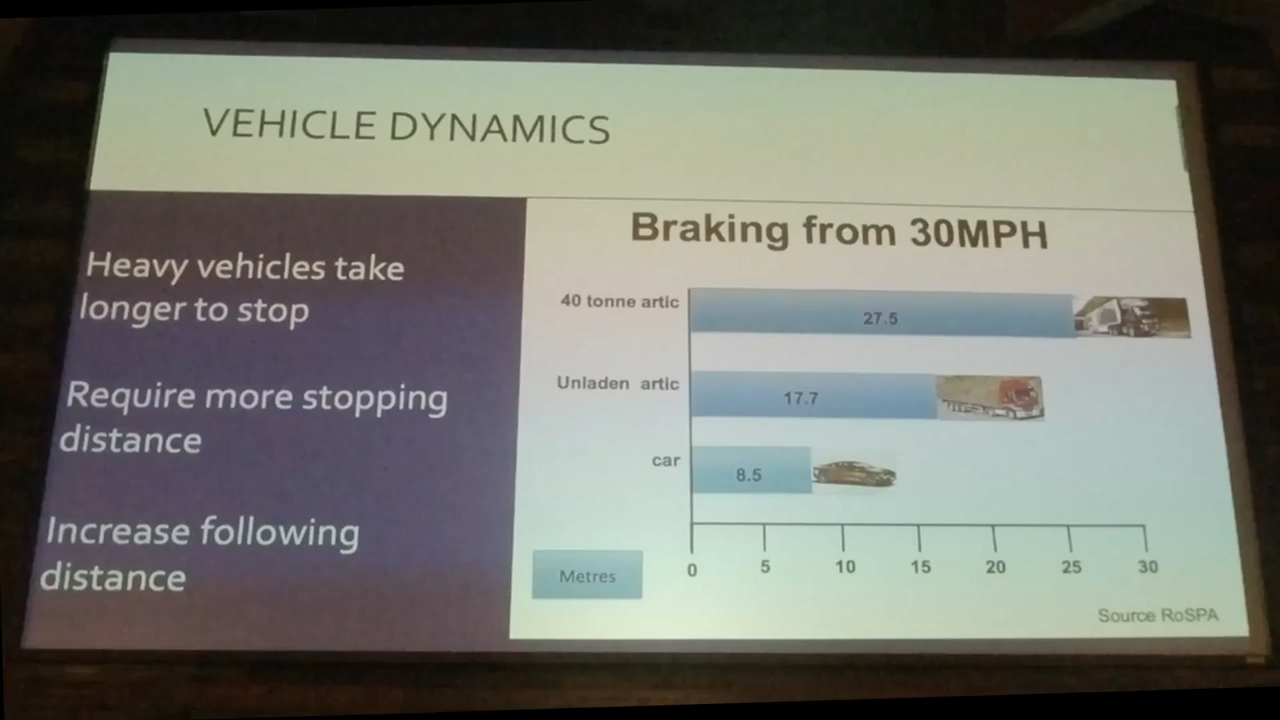 VEHICLE DYNAMICS
Heavy vehicles take
longer to stop
Require more stopping
distance
Increase following
distance
Braking from 30MPH
40 tonne artic
27.5
Unladen artic
17.7
car
8.5
0 5 10 15 20 25 30
Metres
Source RoSPA